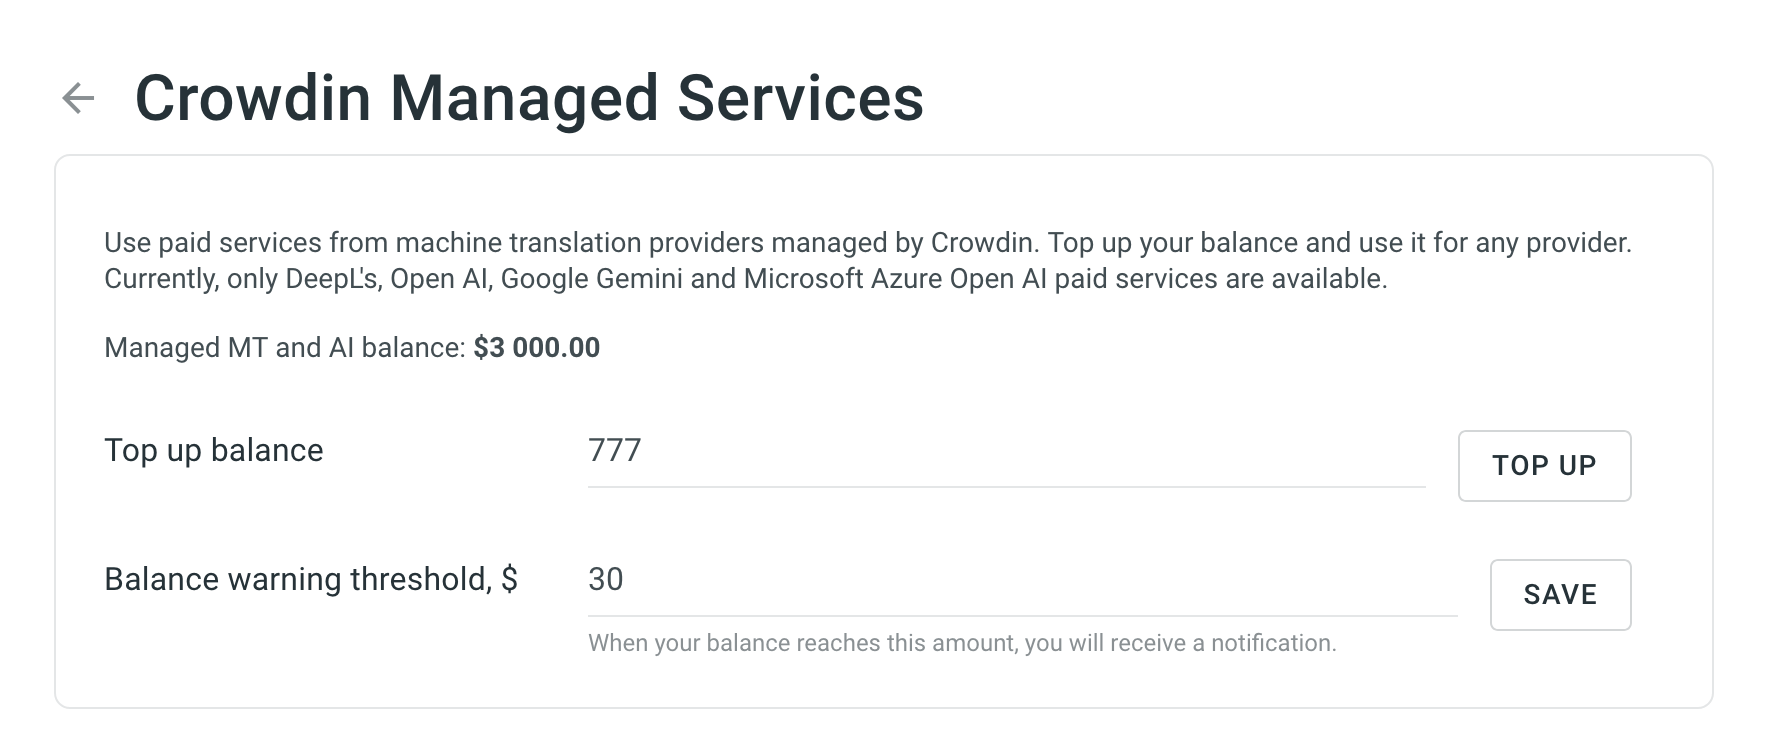 Crowdin Managed Services
Use paid services from machine translation providers managed by Crowdin. Top up your balance and use it for any provider.
Currently, only DeepL's, Open AI, Google Gemini and Microsoft Azure Open AI paid services are available.
Managed MT and AI balance: $3 000.00
Top up balance 777 TOP UP
Balance warning threshold, $ 30 SAVE
When your balance reaches this amount, you will receive a notification.